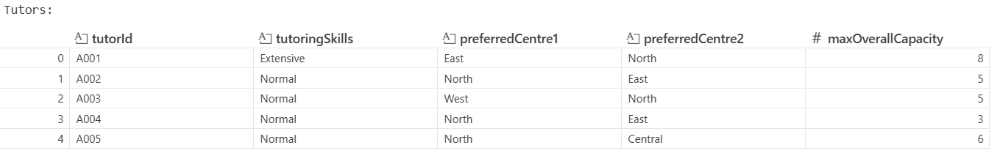 Tutors:
tutorId tutoringSkills preferredCentre1 preferredCentre2 # maxOverallCapacity
0 A001 Extensive East North 8
1 A002 Normal North East 5
2 A003 Normal West North 5
3 A004 Normal North East 3
4 A005 Normal North Central 6